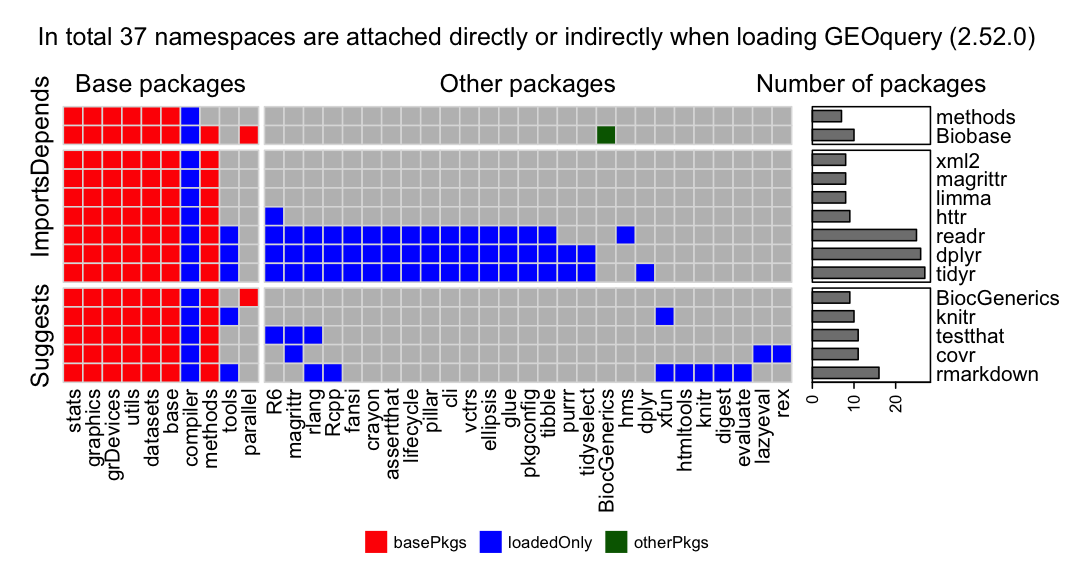 In total 37 namespaces are attached directly or indirectly when loading GEOquery (2.52.0)
Base packages
Other packages
Number of packages
Depends
Imports
Suggests
methods
Biobase
xml2
magrittr
limma
httr
readr
dplyr
tidyr
BiocGenerics
knitr
testthat
covr
rmarkdown
0
10
20
stats
graphics
grDevices
utils
datasets
base
compiler
methods
tools
parallel
R6
magrittr
rlang
Rcpp
fansi
crayon
assertthat
lifecycle
pillar
cli
vctrs
ellipsis
glue
pkgconfig
tibble
purrr
tidyselect
BiocGenerics
hms
dplyr
xfun
htmltools
knitr
digest
evaluate
lazyeval
rex
basePkgs
loadedOnly
otherPkgs